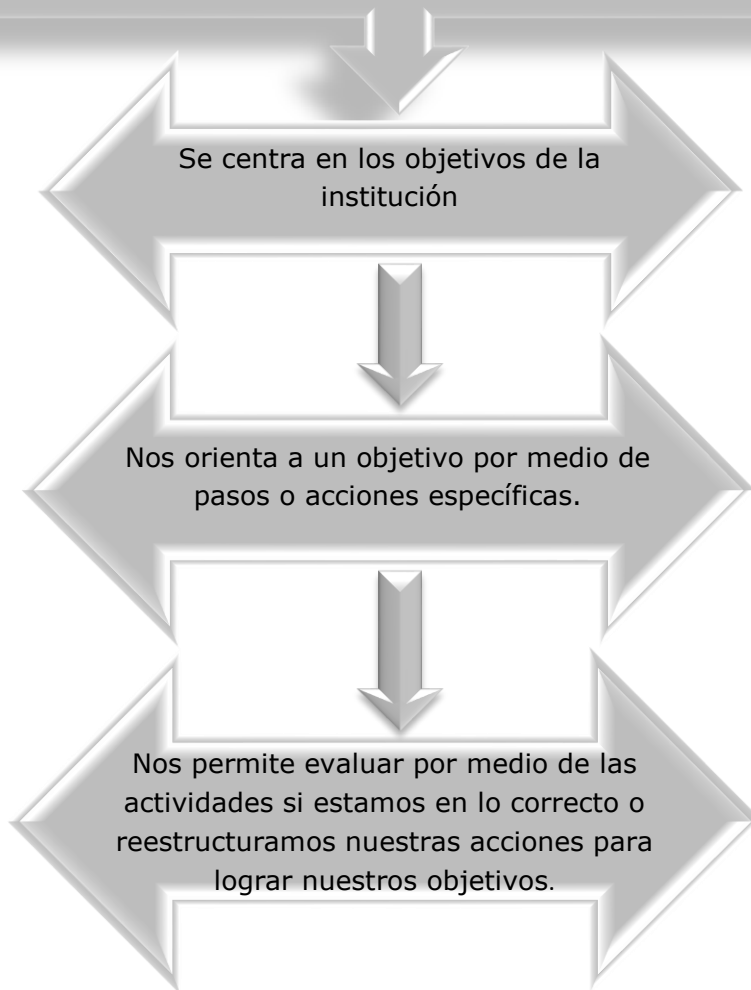 Se centra en los objetivos de la
institución
Nos orienta a un objetivo por medio de
pasos o acciones específicas.
Nos permite evaluar por medio de las
actividades si estamos en lo correcto o
reestructuramos nuestras acciones para
lograr nuestros objetivos.